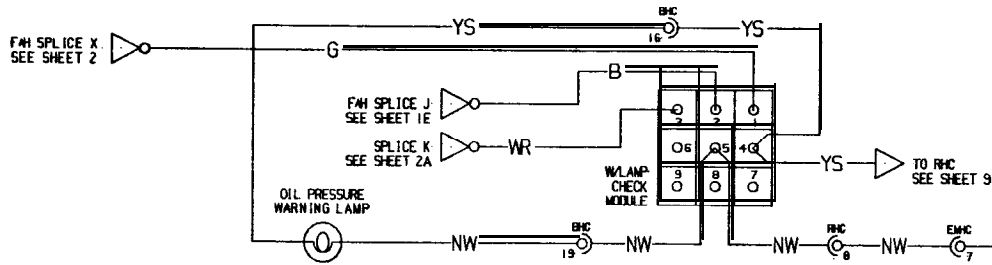 BHC
YS
16
YS
F/H SPLICE X
SEE SHEET 2
G
B
F/H SPLICE J
SEE SHEET 1E
3 2 1
SPLICE K
SEE SHEET 2A
WR
6 5 4
YS
TO RHC
SEE SHEET 9
W/LAMP
CHECK
MODULE
9 8 7
OIL PRESSURE
WARNING LAMP
BHC
RHC
EMHC
NW
19
NW
NW
8
NW
7